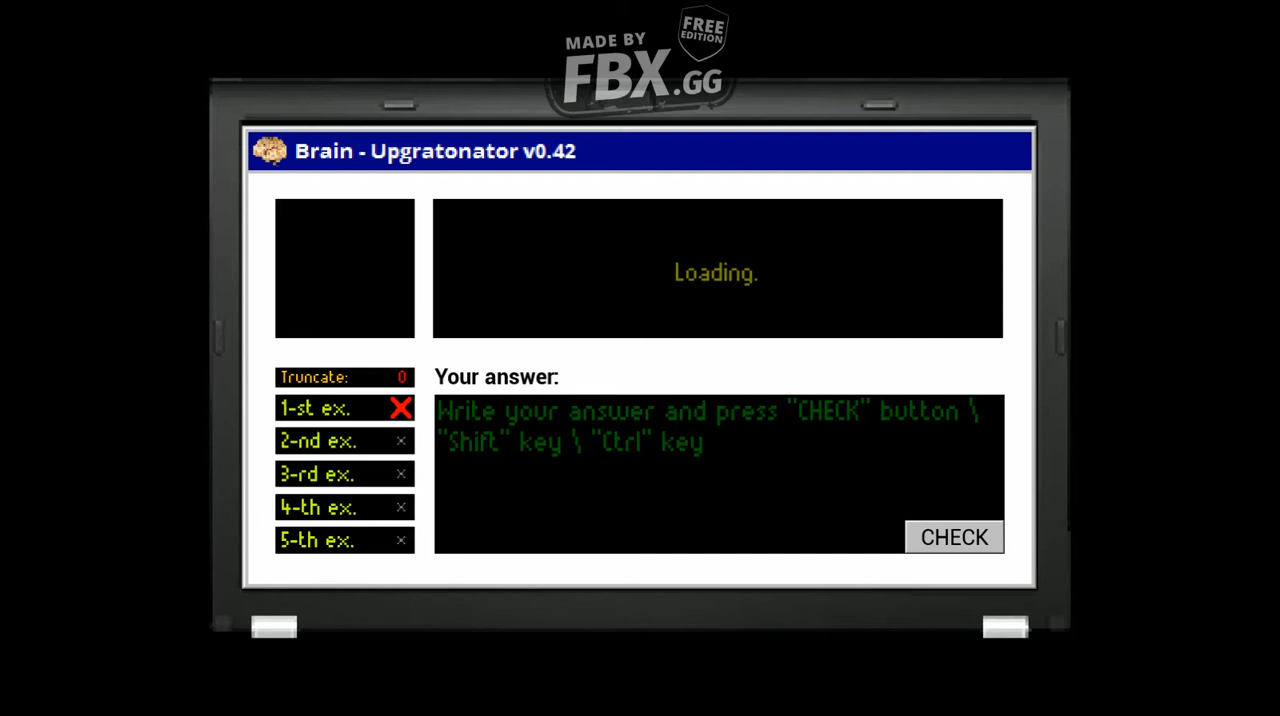 MADE BY
FREE
EDITION
FBX.GG
Brain - Upgratonator v0.42
Loading.
Truncate: 0
Your answer:
1-st ex.
Write your answer and press "CHECK" button \
2-nd ex.
"Shift" key \ "Ctrl" key
3-rd ex.
4-th ex.
5-th ex.
CHECK